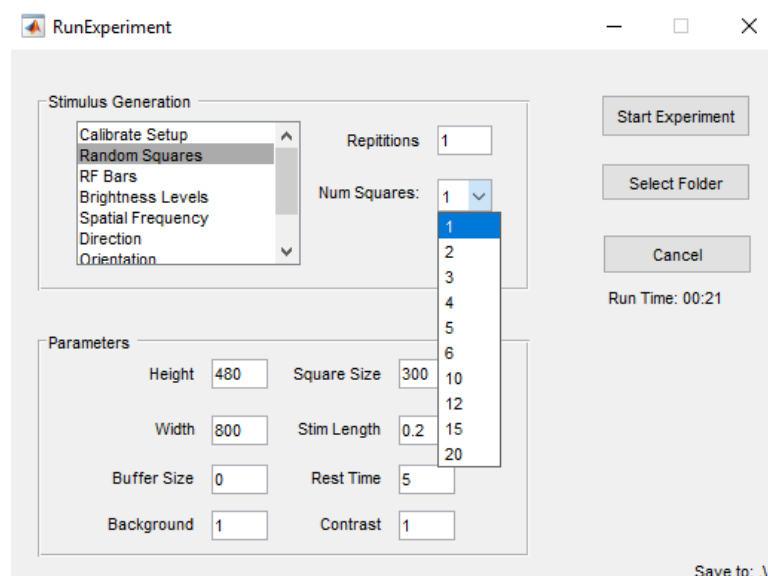 RunExperiment
Stimulus Generation
Calibrate Setup
Random Squares
RF Bars
Brightness Levels
Spatial Frequency
Direction
Orientation
Repititions 1
Num Squares: 1
1
2
3
4
5
6
10
12
15
20
Start Experiment
Select Folder
Cancel
Run Time: 00:21
Parameters
Height 480 Square Size 300
Width 800 Stim Length 0.2
Buffer Size 0 Rest Time 5
Background 1 Contrast 1
Save to: .\